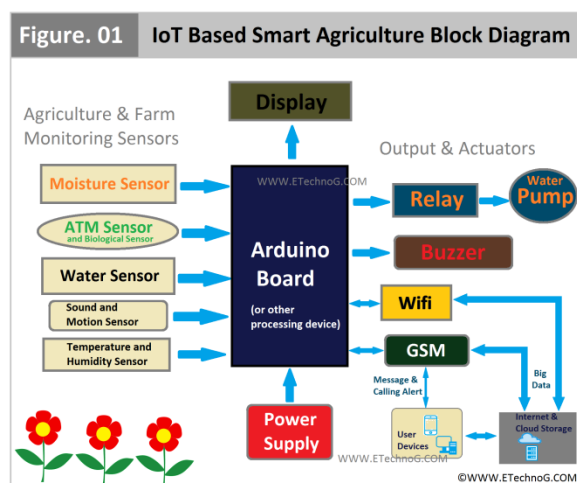 Figure. 01
IoT Based Smart Agriculture Block Diagram
Agriculture & Farm
Monitoring Sensors
Display
Output & Actuators
WWW.ETechnoG.COM
Moisture Sensor
ATM Sensor
and Biological Sensor
Water Sensor
Sound and
Motion Sensor
Temperature and
Humidity Sensor
Arduino
Board
(or other
processing device)
Relay
Water
Pump
Buzzer
Wifi
GSM
Message &
Calling Alert
Big
Data
Power
Supply
User
Devices
Internet &
Cloud Storage
WWW.ETechnoG.COM
©WWW.ETechnoG.COM